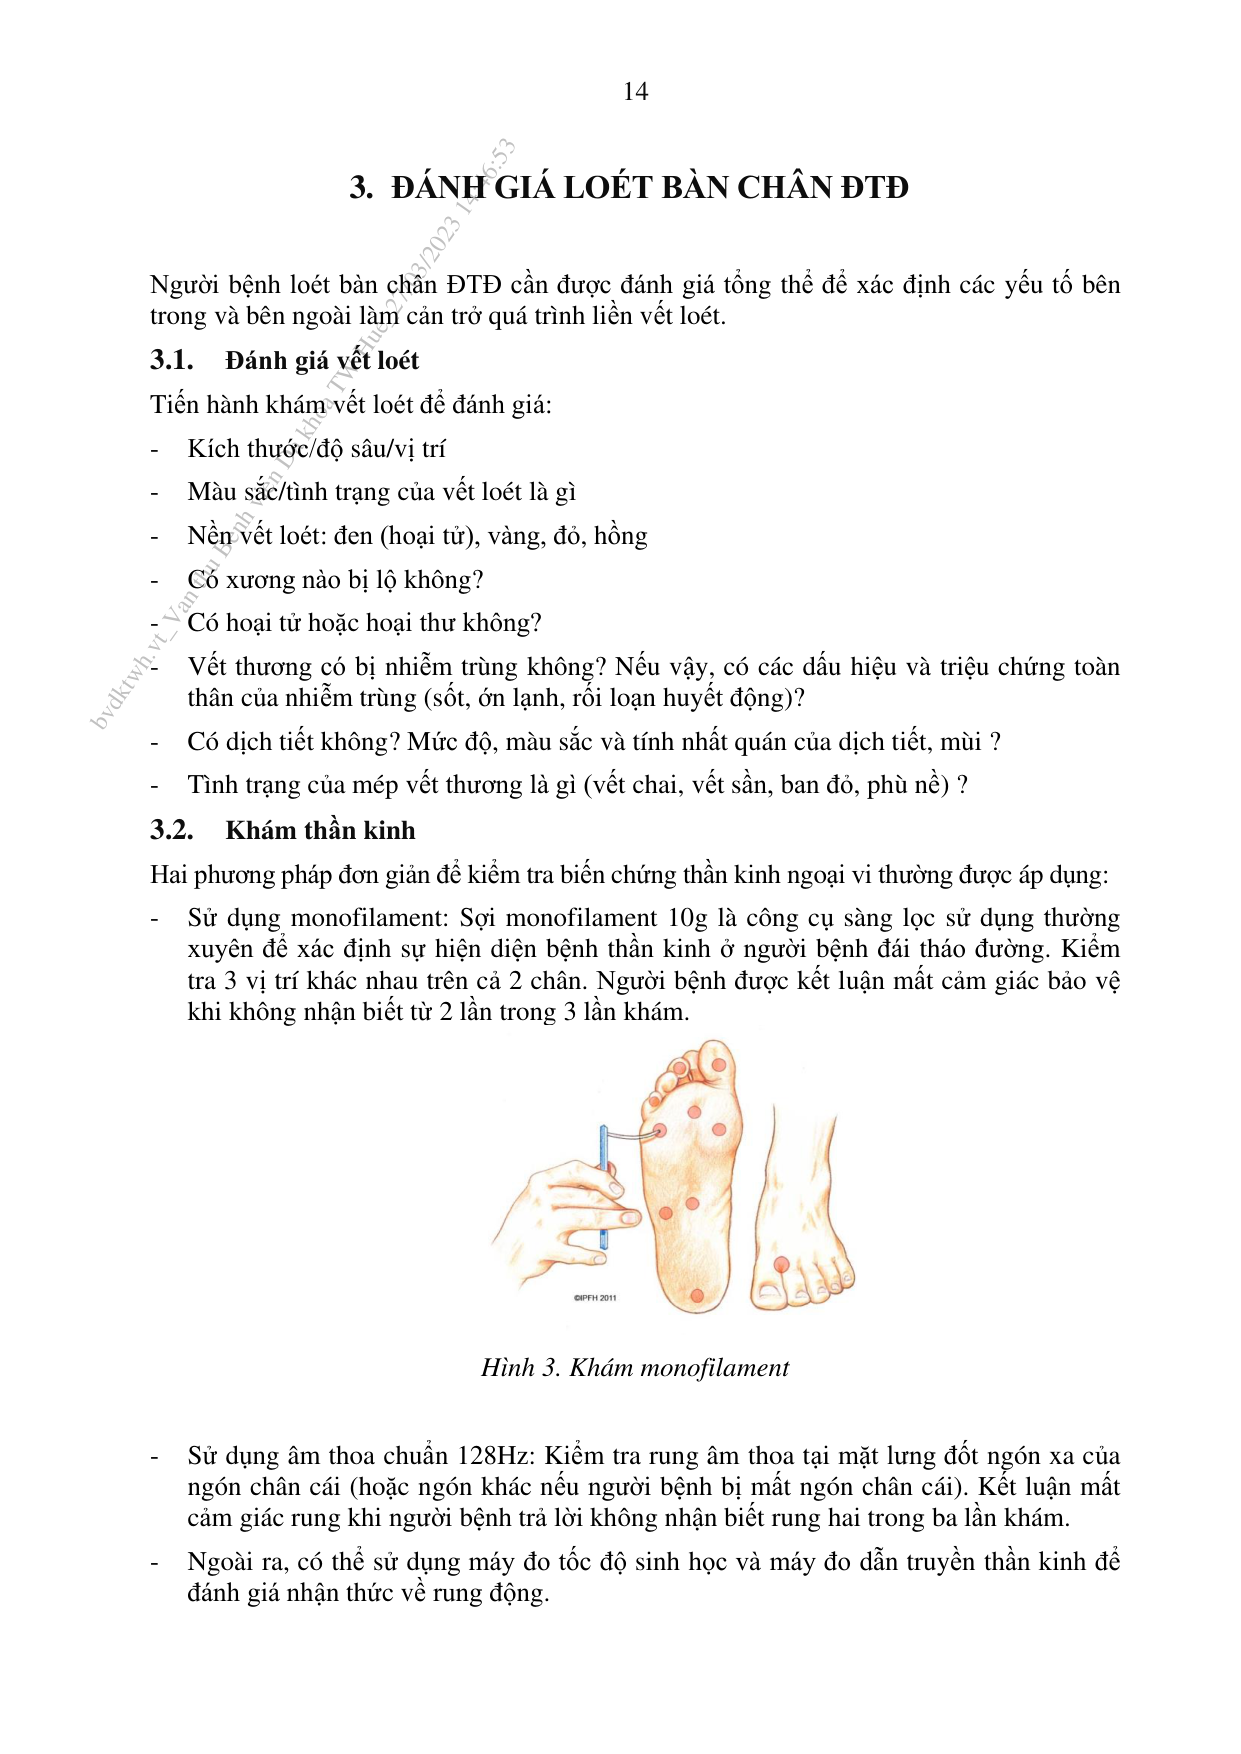 14
3. ĐÁNH GIÁ LOÉT BÀN CHÂN ĐTĐ
Người bệnh loét bàn chân ĐTĐ cần được đánh giá tổng thể để xác định các yếu tố bên
trong và bên ngoài làm cản trở quá trình liền vết loét.
3.1. Đánh giá vết loét
Tiến hành khám vết loét để đánh giá:
- Kích thước/độ sâu/vị trí
- Màu sắc/tình trạng của vết loét là gì
- Nền vết loét: đen (hoại tử), vàng, đỏ, hồng
- Có xương nào bị lộ không?
- Có hoại tử hoặc hoại thư không?
- Vết thương có bị nhiễm trùng không? Nếu vậy, có các dấu hiệu và triệu chứng toàn
thân của nhiễm trùng (sốt, ớn lạnh, rối loạn huyết động)?
- Có dịch tiết không? Mức độ, màu sắc và tính nhất quán của dịch tiết, mùi ?
- Tình trạng của mép vết thương là gì (vết chai, vết sần, ban đỏ, phù nề) ?
3.2. Khám thần kinh
Hai phương pháp đơn giản để kiểm tra biến chứng thần kinh ngoại vi thường được áp dụng:
- Sử dụng monofilament: Sợi monofilament 10g là công cụ sàng lọc sử dụng thường
xuyên để xác định sự hiện diện bệnh thần kinh ở người bệnh đái tháo đường. Kiểm
tra 3 vị trí khác nhau trên cả 2 chân. Người bệnh được kết luận mất cảm giác bảo vệ
khi không nhận biết từ 2 lần trong 3 lần khám.
©IPFH 2011
Hình 3. Khám monofilament
- Sử dụng âm thoa chuẩn 128Hz: Kiểm tra rung âm thoa tại mặt lưng đốt ngón xa của
ngón chân cái (hoặc ngón khác nếu người bệnh bị mất ngón chân cái). Kết luận mất
cảm giác rung khi người bệnh trả lời không nhận biết rung hai trong ba lần khám.
- Ngoài ra, có thể sử dụng máy đo tốc độ sinh học và máy đo dẫn truyền thần kinh để
đánh giá nhận thức về rung động.